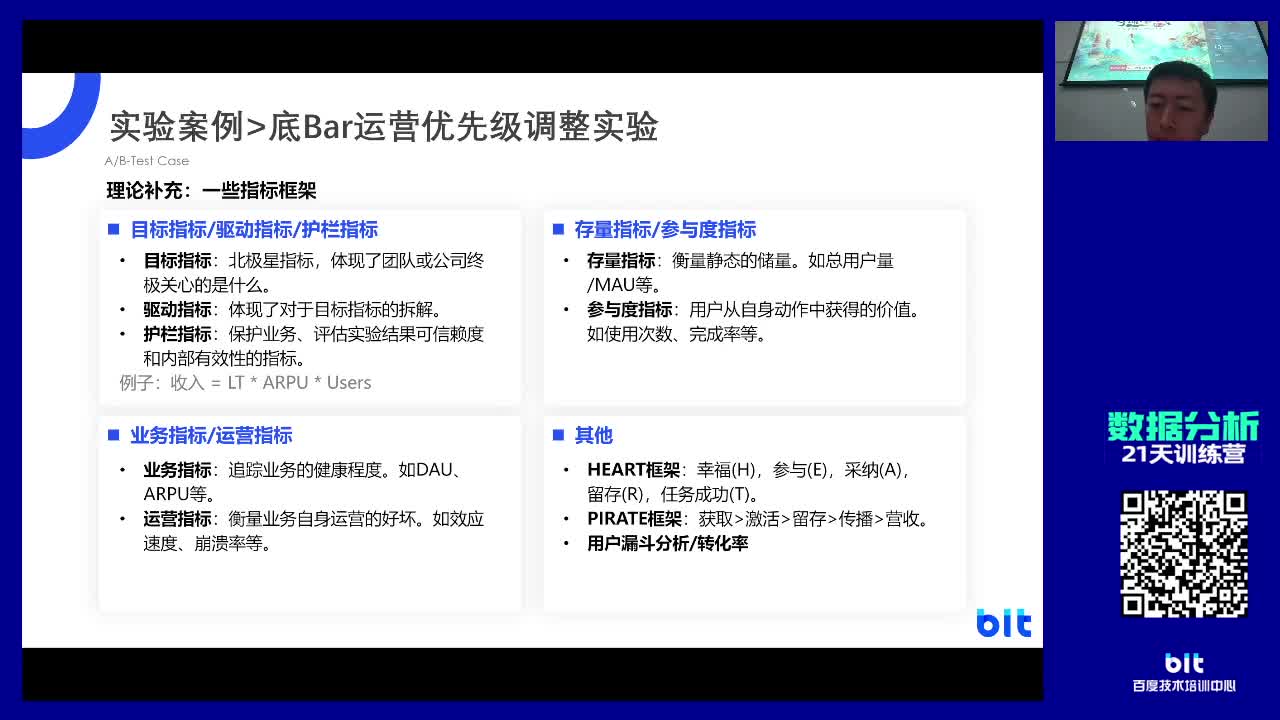 实验案例>底Bar运营优先级调整实验
A/B-Test Case
理论补充：一些指标框架
■ 目标指标/驱动指标/护栏指标
• 目标指标：北极星指标，体现了团队或公司终
极关心的是什么。
• 驱动指标：体现了对于目标指标的拆解。
• 护栏指标：保护业务、评估实验结果可信赖度
和内部有效性的指标。
例子：收入 = LT * ARPU * Users
■ 存量指标/参与度指标
• 存量指标：衡量静态的储量。如总用户量
/MAU等。
• 参与度指标：用户从自身动作中获得的价值。
如使用次数、完成率等。
■ 业务指标/运营指标
• 业务指标：追踪业务的健康程度。如DAU、
ARPU等。
• 运营指标：衡量业务自身运营的好坏。如效应
速度、崩溃率等。
■ 其他
• HEART框架：幸福(H)，参与(E)，采纳(A)，
留存(R)，任务成功(T)。
• PIRATE框架：获取>激活>留存>传播>营收。
• 用户漏斗分析/转化率
bit
数据分析
21天训练营
bit
百度技术培训中心